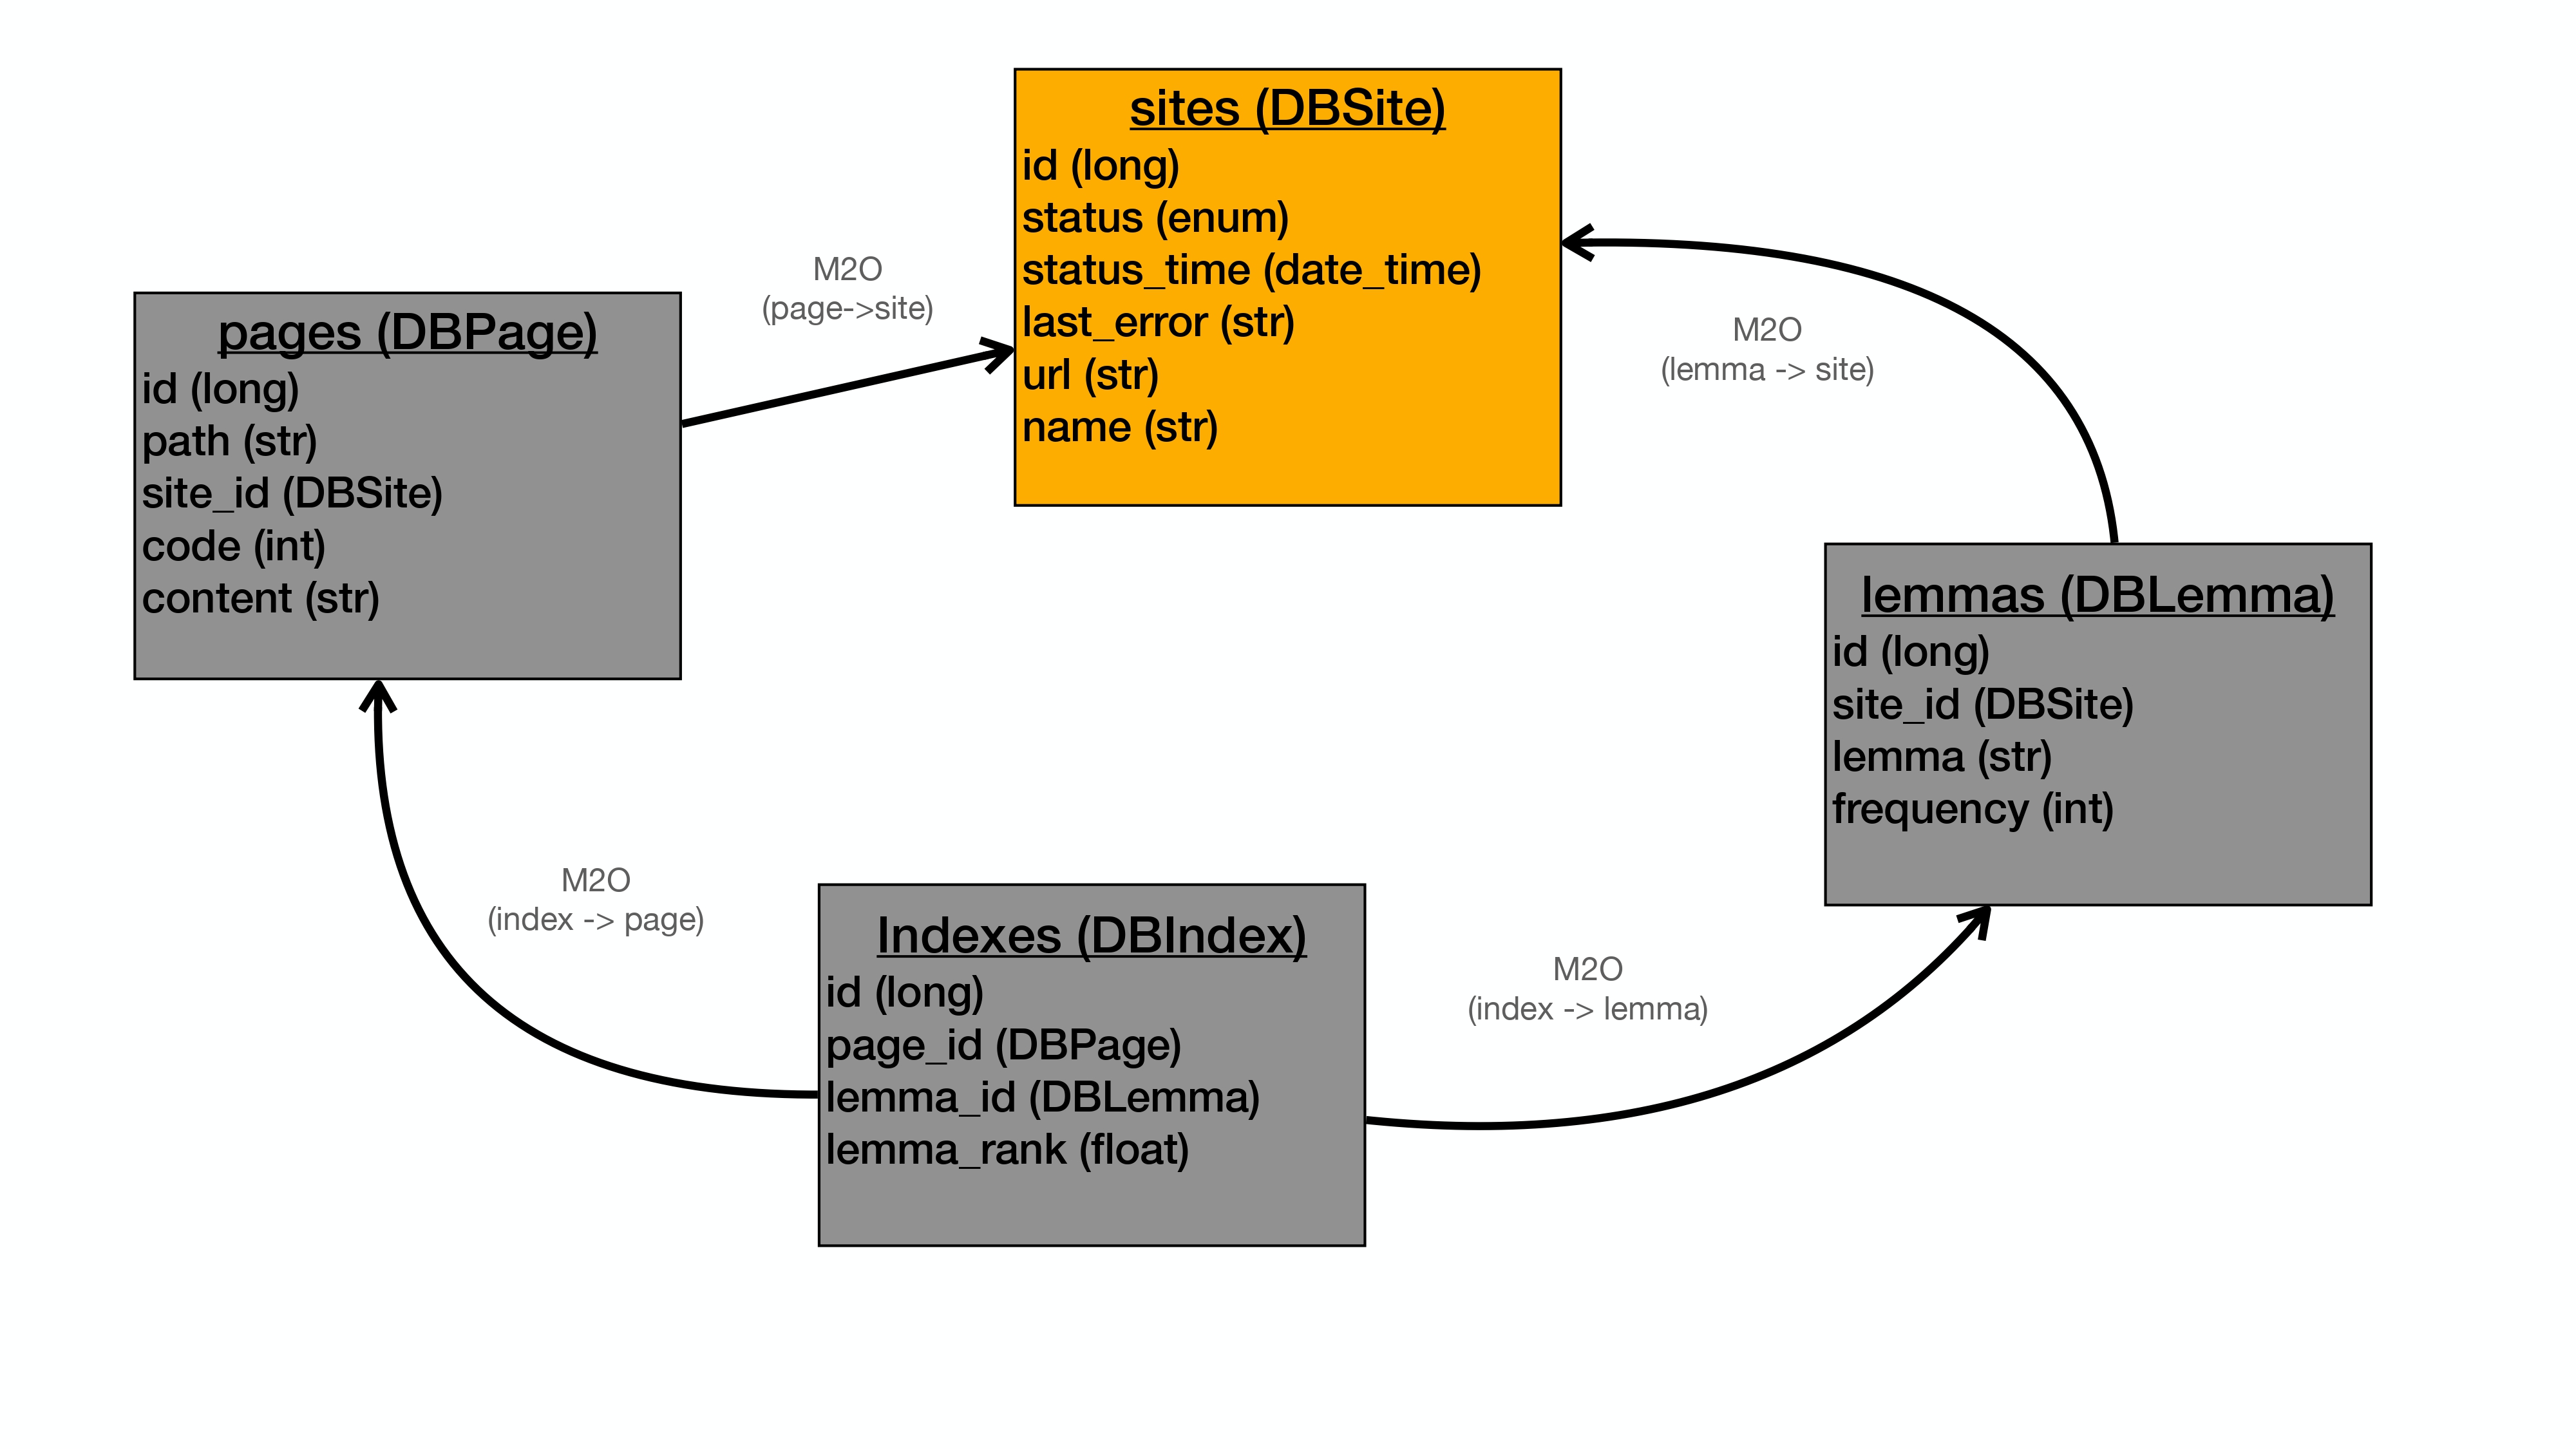 sites (DBSite)
id (long)
status (enum)
status_time (date_time)
last_error (str)
url (str)
name (str)
M2O
(page->site)
pages (DBPage)
id (long)
path (str)
site_id (DBSite)
code (int)
content (str)
M2O
(lemma -> site)
lemmas (DBLemma)
id (long)
site_id (DBSite)
lemma (str)
frequency (int)
M2O
(index -> page)
Indexes (DBIndex)
id (long)
page_id (DBPage)
lemma_id (DBLemma)
lemma_rank (float)
M2O
(index -> lemma)